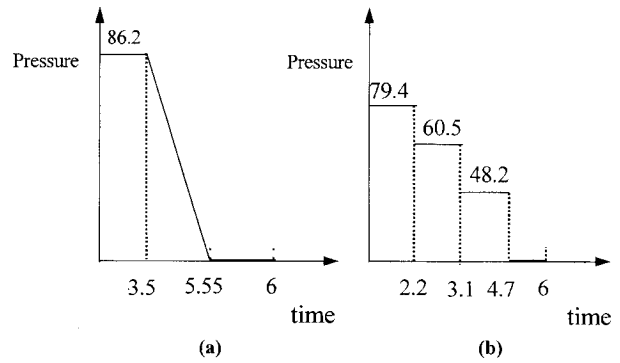 86.2
Pressure
3.5
5.55
6
time
(a)
Pressure
79.4
60.5
48.2
2.2
3.1
4.7
6
time
(b)